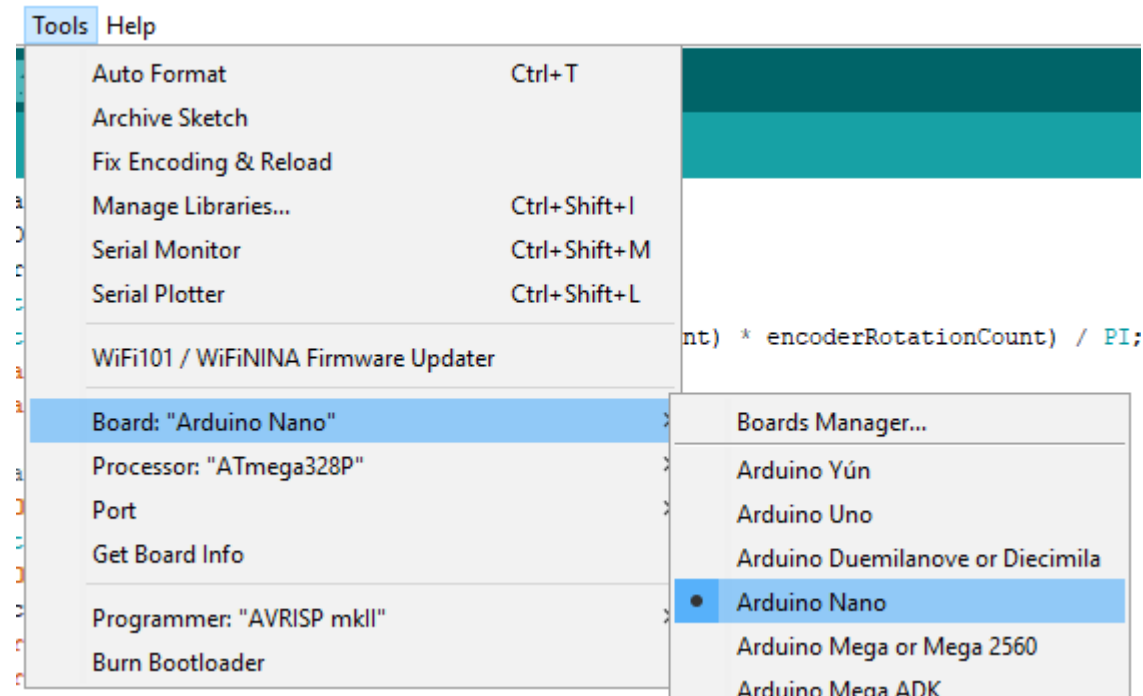 Tools Help
Auto Format Ctrl+T
Archive Sketch
Fix Encoding & Reload
Manage Libraries... Ctrl+Shift+I
Serial Monitor Ctrl+Shift+M
Serial Plotter Ctrl+Shift+L
nt) * encoderRotationCount) / PI;
WiFi101 / WiFiNINA Firmware Updater
Board: "Arduino Nano"
Processor: "ATmega328P"
Port
Get Board Info
Programmer: "AVRISP mkII"
Burn Bootloader
Boards Manager...
Arduino Yún
Arduino Uno
Arduino Duemilanove or Diecimila
Arduino Nano
Arduino Mega or Mega 2560
Arduino Mega ADK